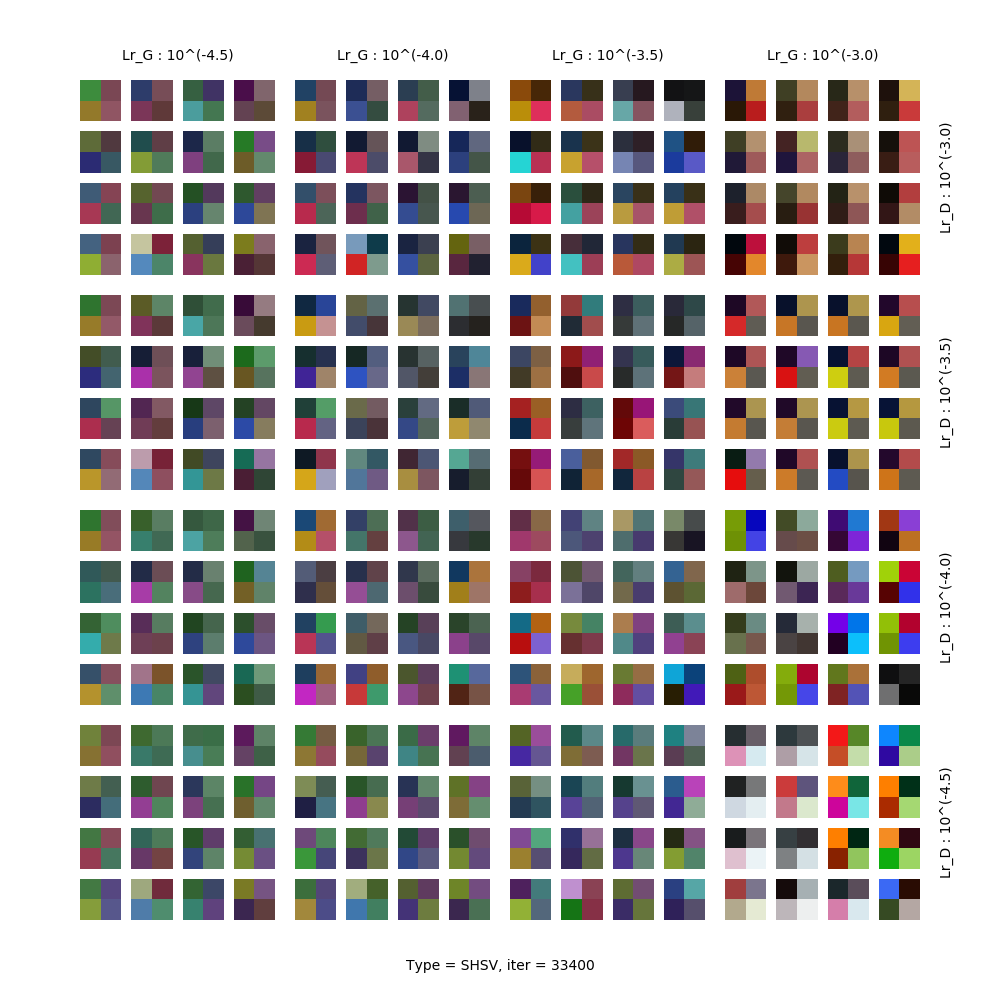 Lr_G : 10^(-4.5)
Lr_G : 10^(-4.0)
Lr_G : 10^(-3.5)
Lr_G : 10^(-3.0)
Lr_D : 10^(-3.0)
Lr_D : 10^(-3.5)
Lr_D : 10^(-4.0)
Lr_D : 10^(-4.5)
Type = SHSV, iter = 33400